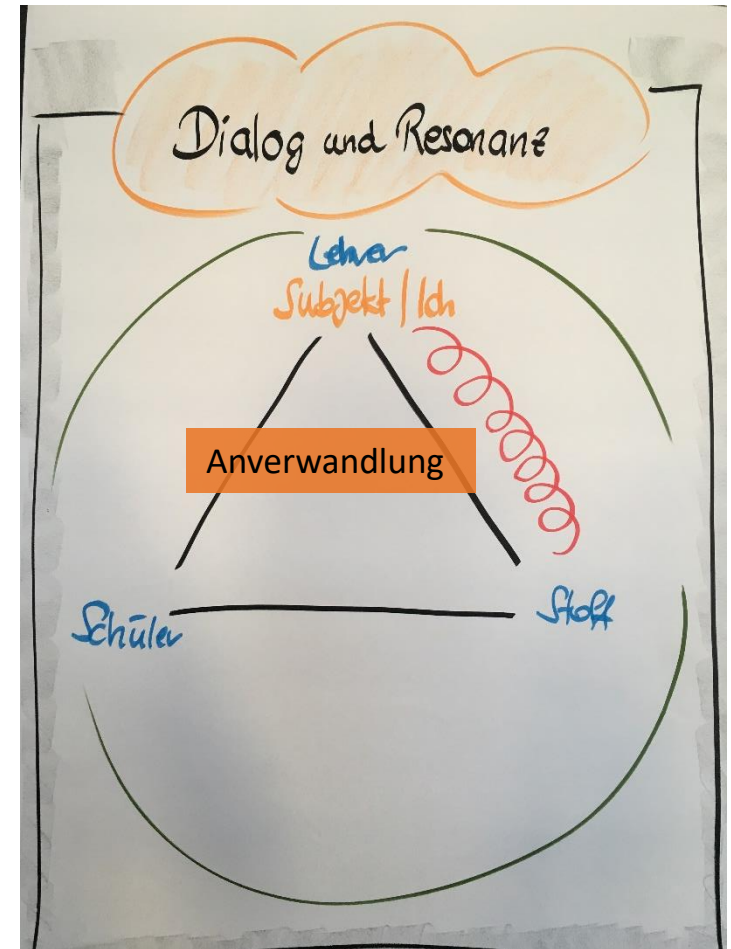 Dialog und Resonanz
Lehrer
Subjekt / Ich
Anverwandlung
Schüler
Stoff